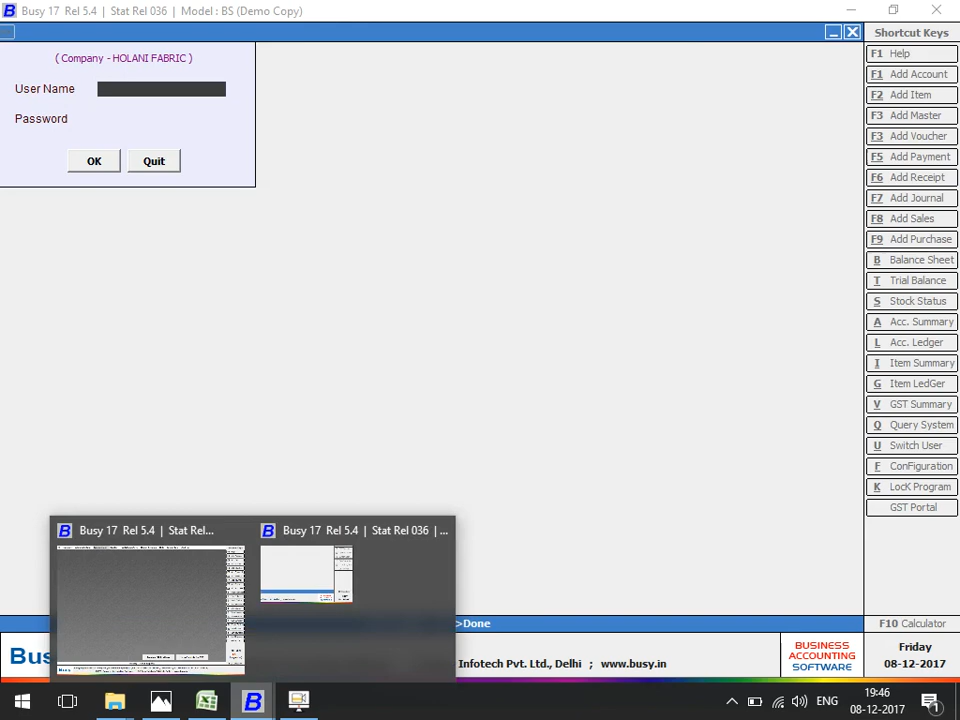 Busy 17 Rel 5.4 | Stat Rel 036 | Model : BS (Demo Copy)
Shortcut Keys
( Company - HOLANI FABRIC )
User Name
Password
OK
Quit
F1 Help
F1 Add Account
F2 Add Item
F3 Add Master
F3 Add Voucher
F5 Add Payment
F6 Add Receipt
F7 Add Journal
F8 Add Sales
F9 Add Purchase
B Balance Sheet
T Trial Balance
S Stock Status
A Acc. Summary
L Acc. Ledger
I Item Summary
G Item LedGer
V GST Summary
Q Query System
U Switch User
F ConFiguration
K LocK Program
GST Portal
B Busy 17 Rel 5.4 | Stat Rel...
B Busy 17 Rel 5.4 | Stat Rel 036 | ...
>Done
F10 Calculator
Bus
Infotech Pvt. Ltd., Delhi ; www.busy.in
BUSINESS
ACCOUNTING
SOFTWARE
Friday
08-12-2017
B
ENG
19:46
08-12-2017
1